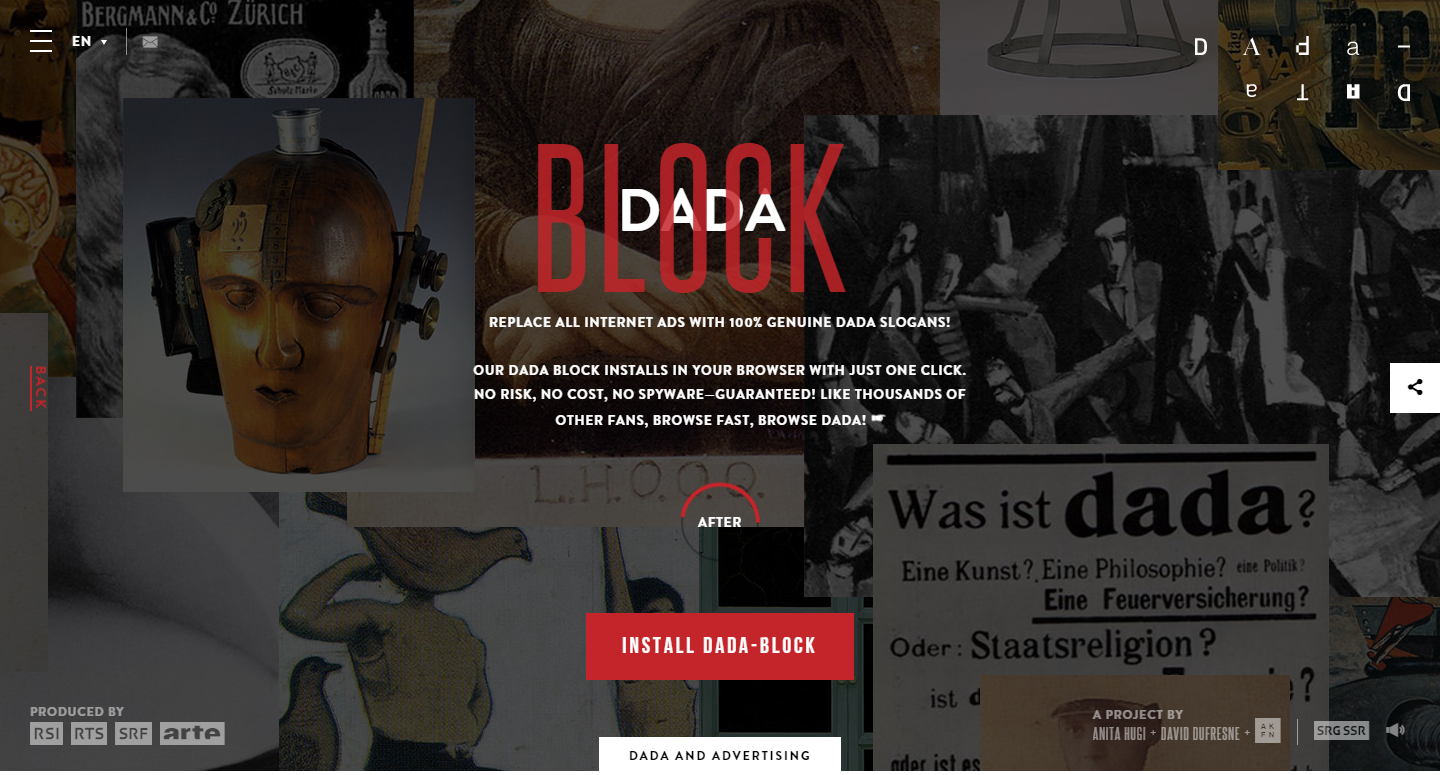 BERGMANN & Co. ZÜRICH
EN
Schutz-Marke
DADA
D A d a -
D A T a
BLOCK
DADA
REPLACE ALL INTERNET ADS WITH 100% GENUINE DADA SLOGANS!
OUR DADA BLOCK INSTALLS IN YOUR BROWSER WITH JUST ONE CLICK.
NO RISK, NO COST, NO SPYWARE—GUARANTEED! LIKE THOUSANDS OF
OTHER FANS, BROWSE FAST, BROWSE DADA!
BACK
L.H.O.O.Q.
AFTER
Was ist dada?
Eine Kunst? Eine Philosophie? eine Politik?
Eine Feuerversicherung?
Oder: Staatsreligion?
ist
INSTALL DADA-BLOCK
oder ist es
DADA AND ADVERTISING
PRODUCED BY
RSI RTS SRF arte
A PROJECT BY
ANITA HUGI + DAVID DUFRESNE + AKFN
SRG SSR